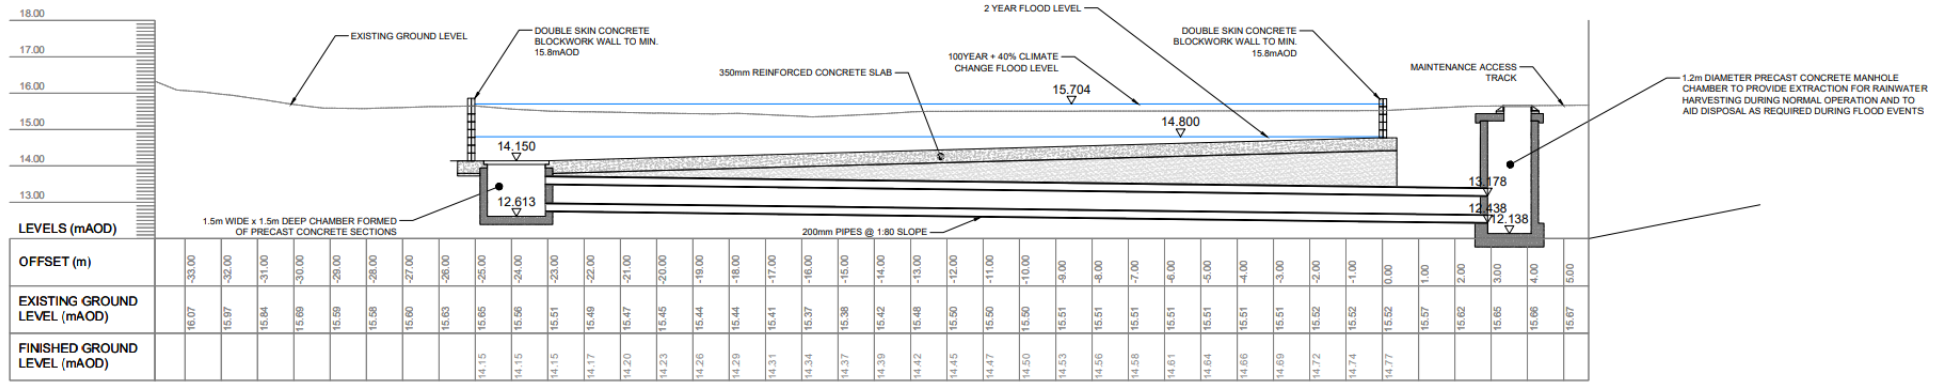 18.00
17.00
16.00
15.00
14.00
13.00
LEVELS (mAOD)
EXISTING GROUND LEVEL
DOUBLE SKIN CONCRETE
BLOCKWORK WALL TO MIN.
15.8mAOD
350mm REINFORCED CONCRETE SLAB
2 YEAR FLOOD LEVEL
100YEAR + 40% CLIMATE
CHANGE FLOOD LEVEL
DOUBLE SKIN CONCRETE
BLOCKWORK WALL TO MIN.
15.8mAOD
MAINTENANCE ACCESS
TRACK
1.2m DIAMETER PRECAST CONCRETE MANHOLE
CHAMBER TO PROVIDE EXTRACTION FOR RAINWATER
HARVESTING DURING NORMAL OPERATION AND TO
AID DISPOSAL AS REQUIRED DURING FLOOD EVENTS
15.704
14.800
14.150
12.613
13.178
12.438
12.138
1.5m WIDE x 1.5m DEEP CHAMBER FORMED
OF PRECAST CONCRETE SECTIONS
200mm PIPES @ 1:80 SLOPE
OFFSET (m)
-33.00 -32.00 -31.00 -30.00 -29.00 -28.00 -27.00 -26.00 -25.00 -24.00 -23.00 -22.00 -21.00 -20.00 -19.00 -18.00 -17.00 -16.00 -15.00 -14.00 -13.00 -12.00 -11.00 -10.00 -9.00 -8.00 -7.00 -6.00 -5.00 -4.00 -3.00 -2.00 -1.00 0.00 1.00 2.00 3.00 4.00 5.00
EXISTING GROUND
LEVEL (mAOD)
16.07 15.97 15.84 15.69 15.59 15.58 15.60 15.63 15.65 15.56 15.51 15.49 15.47 15.45 15.44 15.44 15.41 15.37 15.38 15.42 15.48 15.50 15.50 15.50 15.51 15.51 15.51 15.51 15.51 15.51 15.51 15.52 15.52 15.52 15.57 15.62 15.65 15.66 15.67
FINISHED GROUND
LEVEL (mAOD)
14.15 14.15 14.15 14.17 14.20 14.23 14.26 14.29 14.31 14.34 14.37 14.39 14.42 14.45 14.47 14.50 14.53 14.56 14.58 14.61 14.64 14.66 14.69 14.72 14.74 14.77